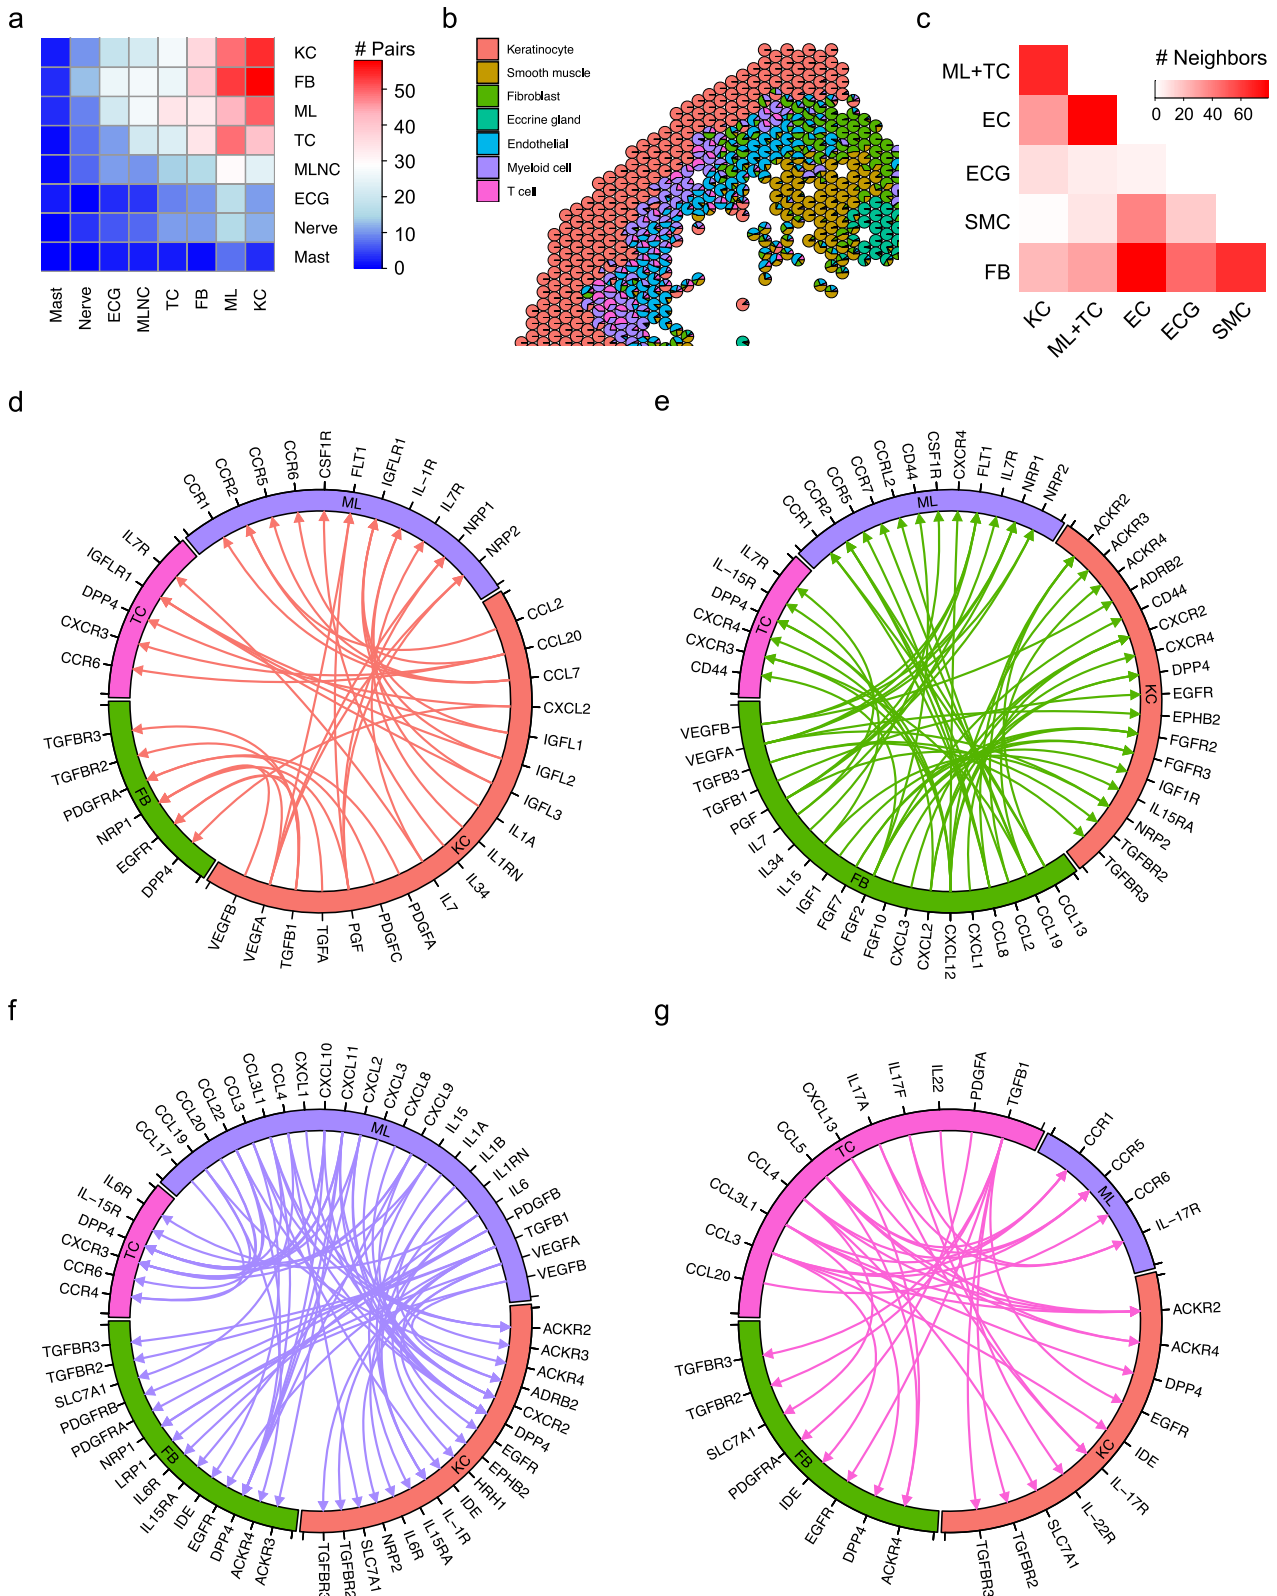 a
KC
FB
ML
TC
MLNC
ECG
Nerve
Mast
Mast
Nerve
ECG
MLNC
TC
FB
ML
KC
# Pairs
50
40
30
20
10
0
b
Keratinocyte
Smooth muscle
Fibroblast
Eccrine gland
Endothelial
Myeloid cell
T cell
c
# Neighbors
0 20 40 60
ML+TC
EC
ECG
SMC
FB
KC
ML+TC
EC
ECG
SMC
d
CCR1
CCR2
CCR5
CCR6
CSF1R
FLT1
IGFLR1
IL-1R
IL7R
NRP1
NRP2
ML
CCL2
CCL20
CCL7
CXCL2
IGFL1
IGFL2
IGFL3
IL1A
IL1RN
IL34
IL7
PDGFA
PDGFC
PGF
TGFA
TGFB1
VEGFA
VEGFB
KC
DPP4
EGFR
NRP1
PDGFRA
TGFBR2
TGFBR3
FB
CCR6
CXCR3
DPP4
IGFLR1
IL7R
TC
e
CCR1
CCR2
CCR5
CCR7
CCRL2
CD44
CSF1R
CXCR4
FLT1
IL7R
NRP1
NRP2
ML
ACKR2
ACKR3
ACKR4
ADRB2
CD44
CXCR2
CXCR4
DPP4
EGFR
EPHB2
FGFR2
FGFR3
IGF1R
IL15RA
NRP2
TGFBR2
TGFBR3
KC
CCL13
CCL19
CCL2
CCL8
CXCL1
CXCL12
CXCL2
CXCL3
FGF10
FGF2
FGF7
IGF1
IL15
IL34
IL7
PGF
TGFB1
TGFB3
VEGFA
VEGFB
FB
CD44
CXCR3
CXCR4
DPP4
IL-15R
IL7R
TC
f
CCL17
CCL19
CCL20
CCL22
CCL3
CCL3L1
CCL4
CXCL1
CXCL10
CXCL11
CXCL2
CXCL3
CXCL8
CXCL9
IL15
IL1A
IL1B
IL1RN
IL6
PDGFB
TGFB1
VEGFA
VEGFB
ML
ACKR2
ACKR3
ACKR4
ADRB2
CXCR2
DPP4
EGFR
EPHB2
HRH1
IDE
IL-1R
IL15RA
IL6R
NRP2
SLC7A1
TGFBR2
TGFBR3
KC
ACKR3
ACKR4
DPP4
EGFR
IDE
IL15RA
IL6R
LRP1
NRP1
PDGFRA
PDGFRB
SLC7A1
TGFBR2
TGFBR3
FB
CCR4
CCR6
CXCR3
DPP4
IL-15R
IL6R
TC
g
CCL20
CCL3
CCL3L1
CCL4
CCL5
CXCL13
IL17A
IL17F
IL22
PDGFA
TGFB1
TC
CCR1
CCR5
CCR6
IL-17R
ML
ACKR2
ACKR4
DPP4
EGFR
IDE
IL-17R
IL-22R
SLC7A1
TGFBR2
TGFBR3
KC
ACKR4
DPP4
EGFR
IDE
PDGFRA
SLC7A1
TGFBR2
TGFBR3
FB